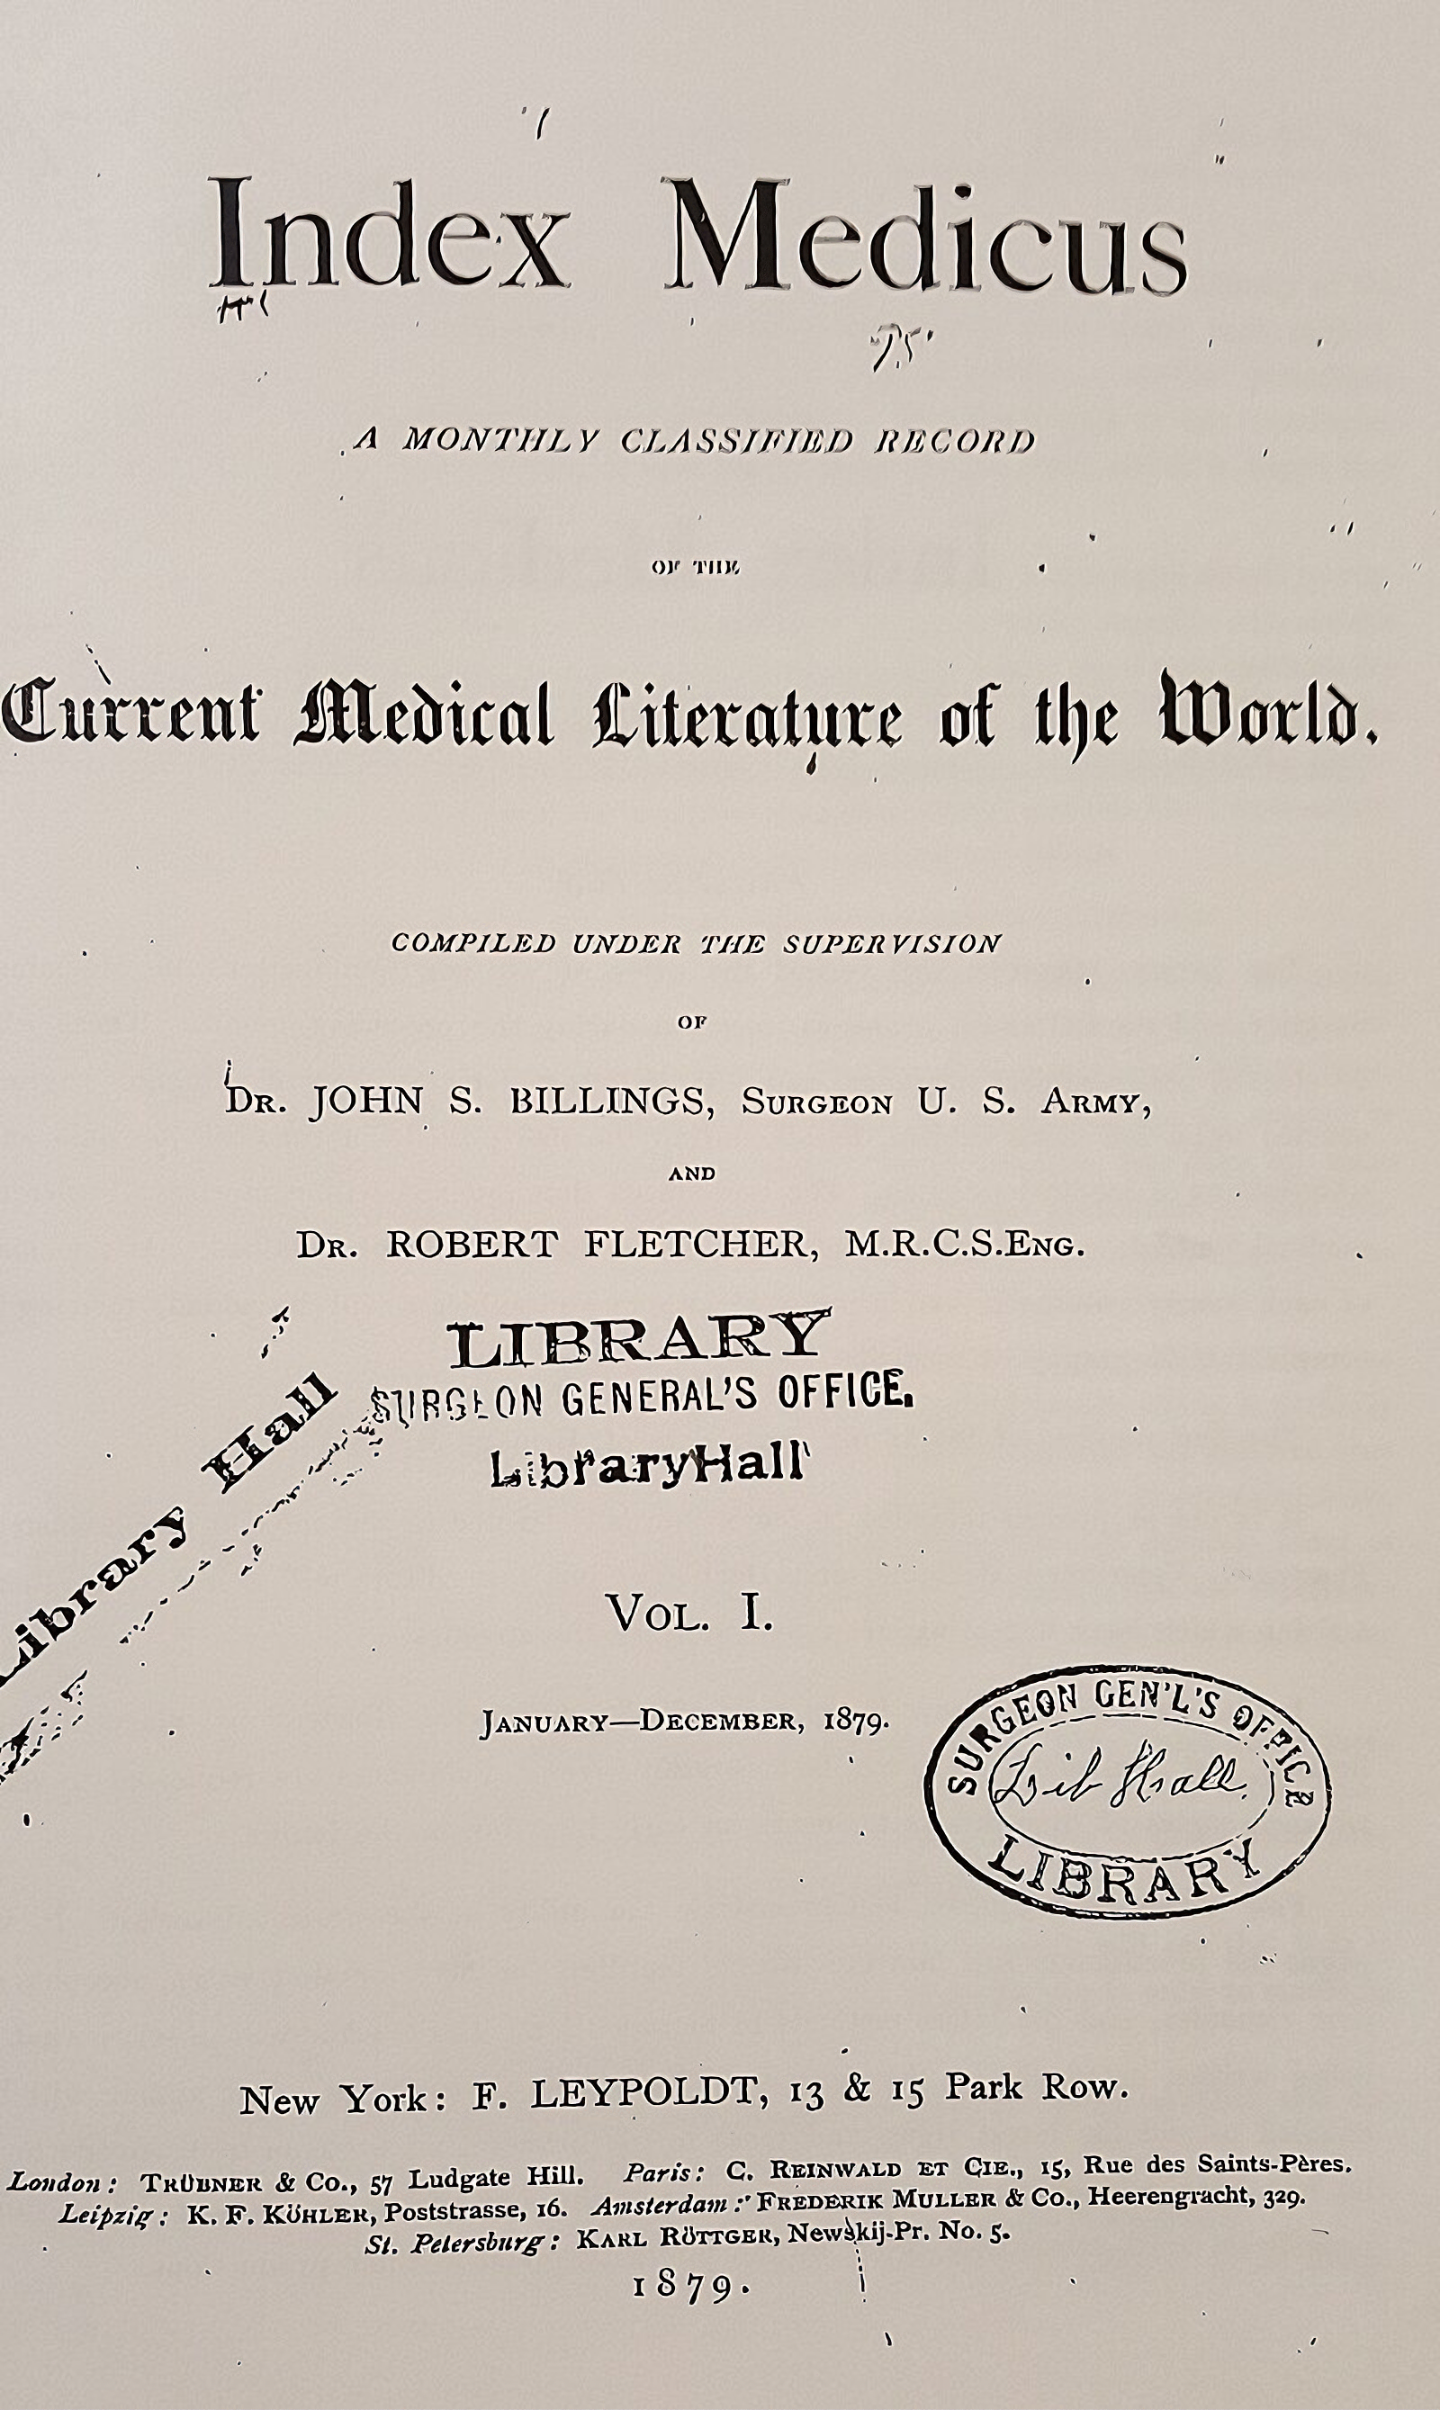 Index Medicus
A MONTHLY CLASSIFIED RECORD
OF THE
Current Medical Literature of the World.
COMPILED UNDER THE SUPERVISION
OF
DR. JOHN S. BILLINGS, SURGEON U. S. ARMY,
AND
DR. ROBERT FLETCHER, M.R.C.S.ENG.
LIBRARY
SURGEON GENERAL'S OFFICE.
LibraryHall
Library Hall
VOL. I.
JANUARY—DECEMBER, 1879.
SURGEON GEN'L'S OFFICE
Lib Hall.
LIBRARY
New York: F. LEYPOLDT, 13 & 15 Park Row.
London: TRÜBNER & CO., 57 Ludgate Hill. Paris: C. REINWALD ET CIE., 15, Rue des Saints-Pères.
Leipzig: K. F. KÖHLER, Poststrasse, 16. Amsterdam: FREDERIK MULLER & CO., Heerengracht, 329.
St. Petersburg: KARL RÖTTGER, Newskij-Pr. No. 5.
1879.